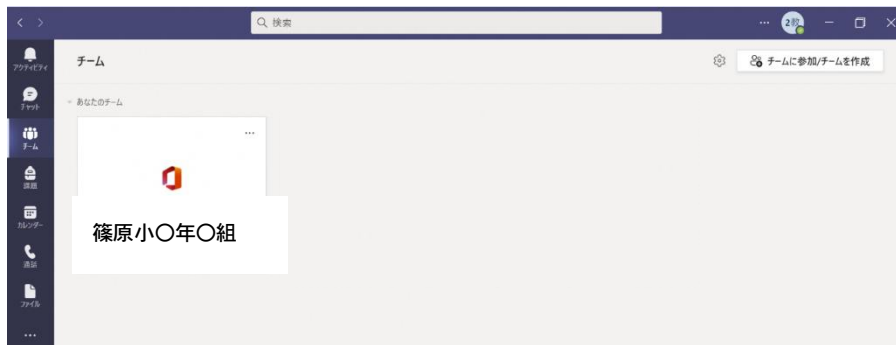 検索
2教
アクティビティ
チーム
チームに参加/チームを作成
チャット
あなたのチーム
チーム
課題
篠原小〇年〇組
カレンダー
通話
ファイル